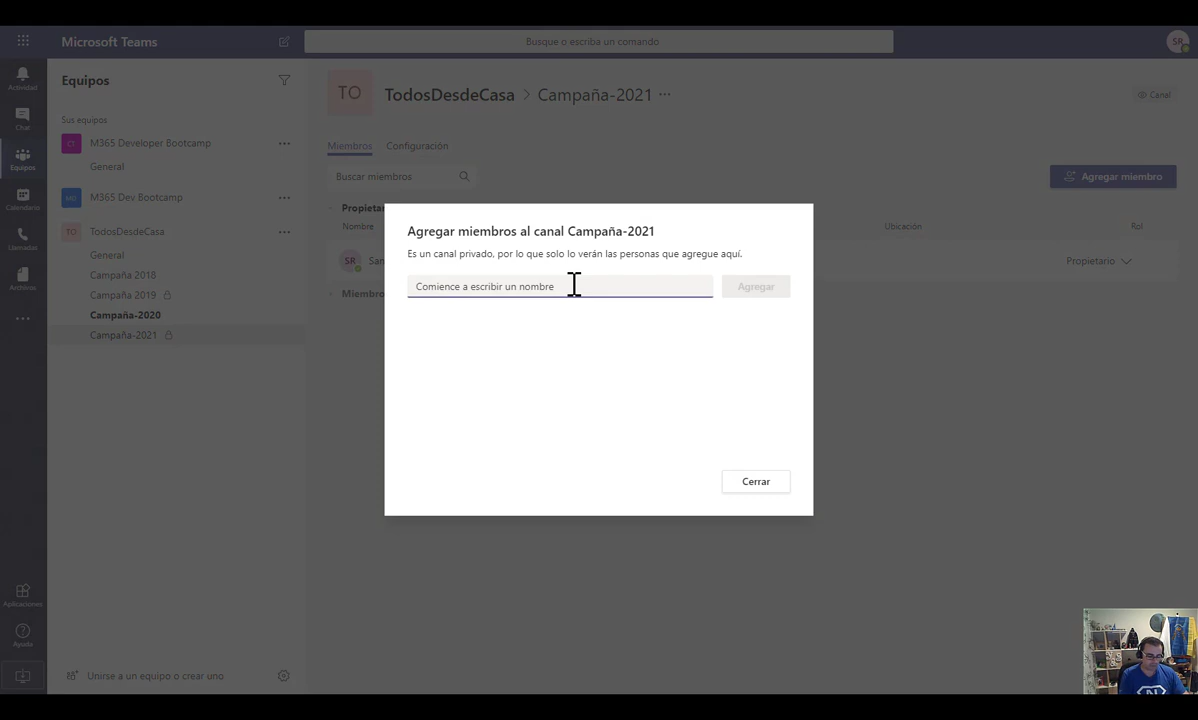 Microsoft Teams
Busque o escriba un comando
SR
Actividad
Chat
Equipos
Calendario
Llamadas
Archivos
Aplicaciones
Ayuda
Equipos
Sus equipos
M365 Developer Bootcamp
General
MD
M365 Dev Bootcamp
TO
TodosDesdeCasa
General
Campaña 2018
Campaña 2019
Campaña-2020
Campaña-2021
Unirse a un equipo o crear uno
TO
TodosDesdeCasa > Campaña-2021 ...
Canal
Miembros
Configuración
Buscar miembros
Agregar miembro
Nombre
Ubicación
Rol
SR
Propietario
Agregar miembros al canal Campaña-2021
Es un canal privado, por lo que solo lo verán las personas que agregue aquí.
Comience a escribir un nombre
Agregar
Cerrar